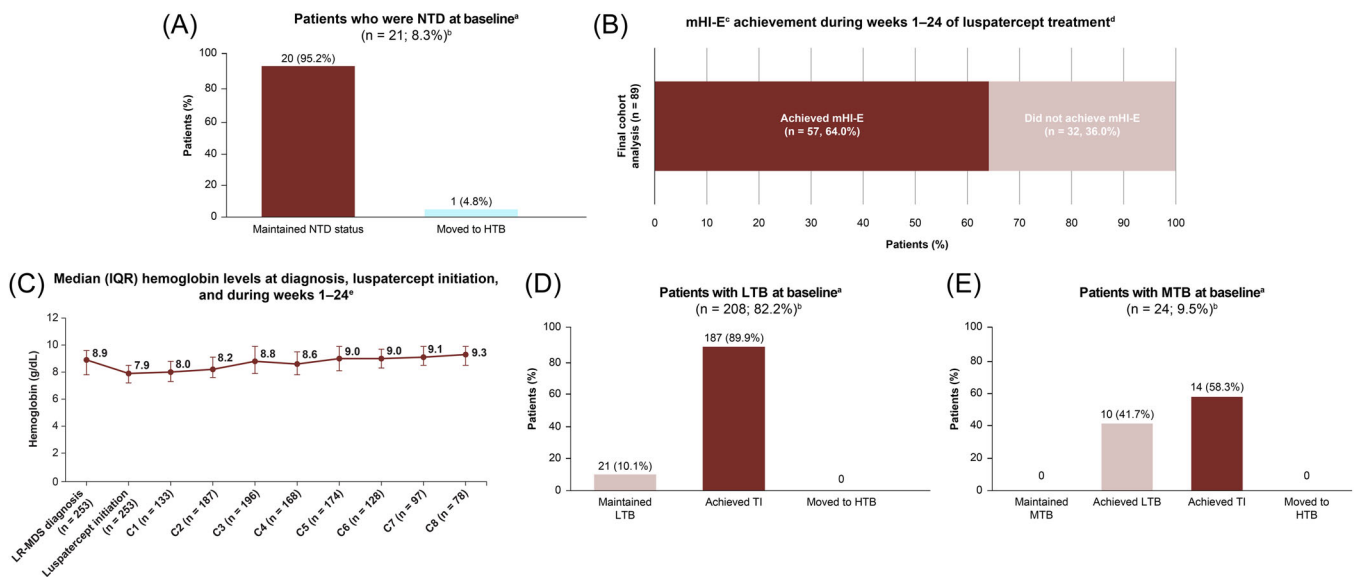 (A)
Patients who were NTD at baselineᵃ
(n = 21; 8.3%)ᵇ
Patients (%)
100
80
60
40
20
0
20 (95.2%)
1 (4.8%)
Maintained NTD status
Moved to HTB
(B)
mHI-Eᶜ achievement during weeks 1–24 of luspatercept treatmentᵈ
Final cohort
analysis (n = 89)
Achieved mHI-E
(n = 57, 64.0%)
Did not achieve mHI-E
(n = 32, 36.0%)
0 10 20 30 40 50 60 70 80 90 100
Patients (%)
(C)
Median (IQR) hemoglobin levels at diagnosis, luspatercept initiation,
and during weeks 1–24ᵉ
Hemoglobin (g/dL)
12
10
8
6
4
2
0
8.9 7.9 8.0 8.2 8.8 8.6 9.0 9.0 9.1 9.3
LR-MDS diagnosis
(n = 253)
Luspatercept initiation
(n = 253)
C1 (n = 133)
C2 (n = 187)
C3 (n = 196)
C4 (n = 168)
C5 (n = 174)
C6 (n = 128)
C7 (n = 97)
C8 (n = 78)
(D)
Patients with LTB at baselineᵃ
(n = 208; 82.2%)ᵇ
Patients (%)
100
80
60
40
20
0
21 (10.1%)
187 (89.9%)
0
Maintained
LTB
Achieved TI
Moved to HTB
(E)
Patients with MTB at baselineᵃ
(n = 24; 9.5%)ᵇ
Patients (%)
100
80
60
40
20
0
0
10 (41.7%)
14 (58.3%)
0
Maintained
MTB
Achieved LTB
Achieved TI
Moved to
HTB